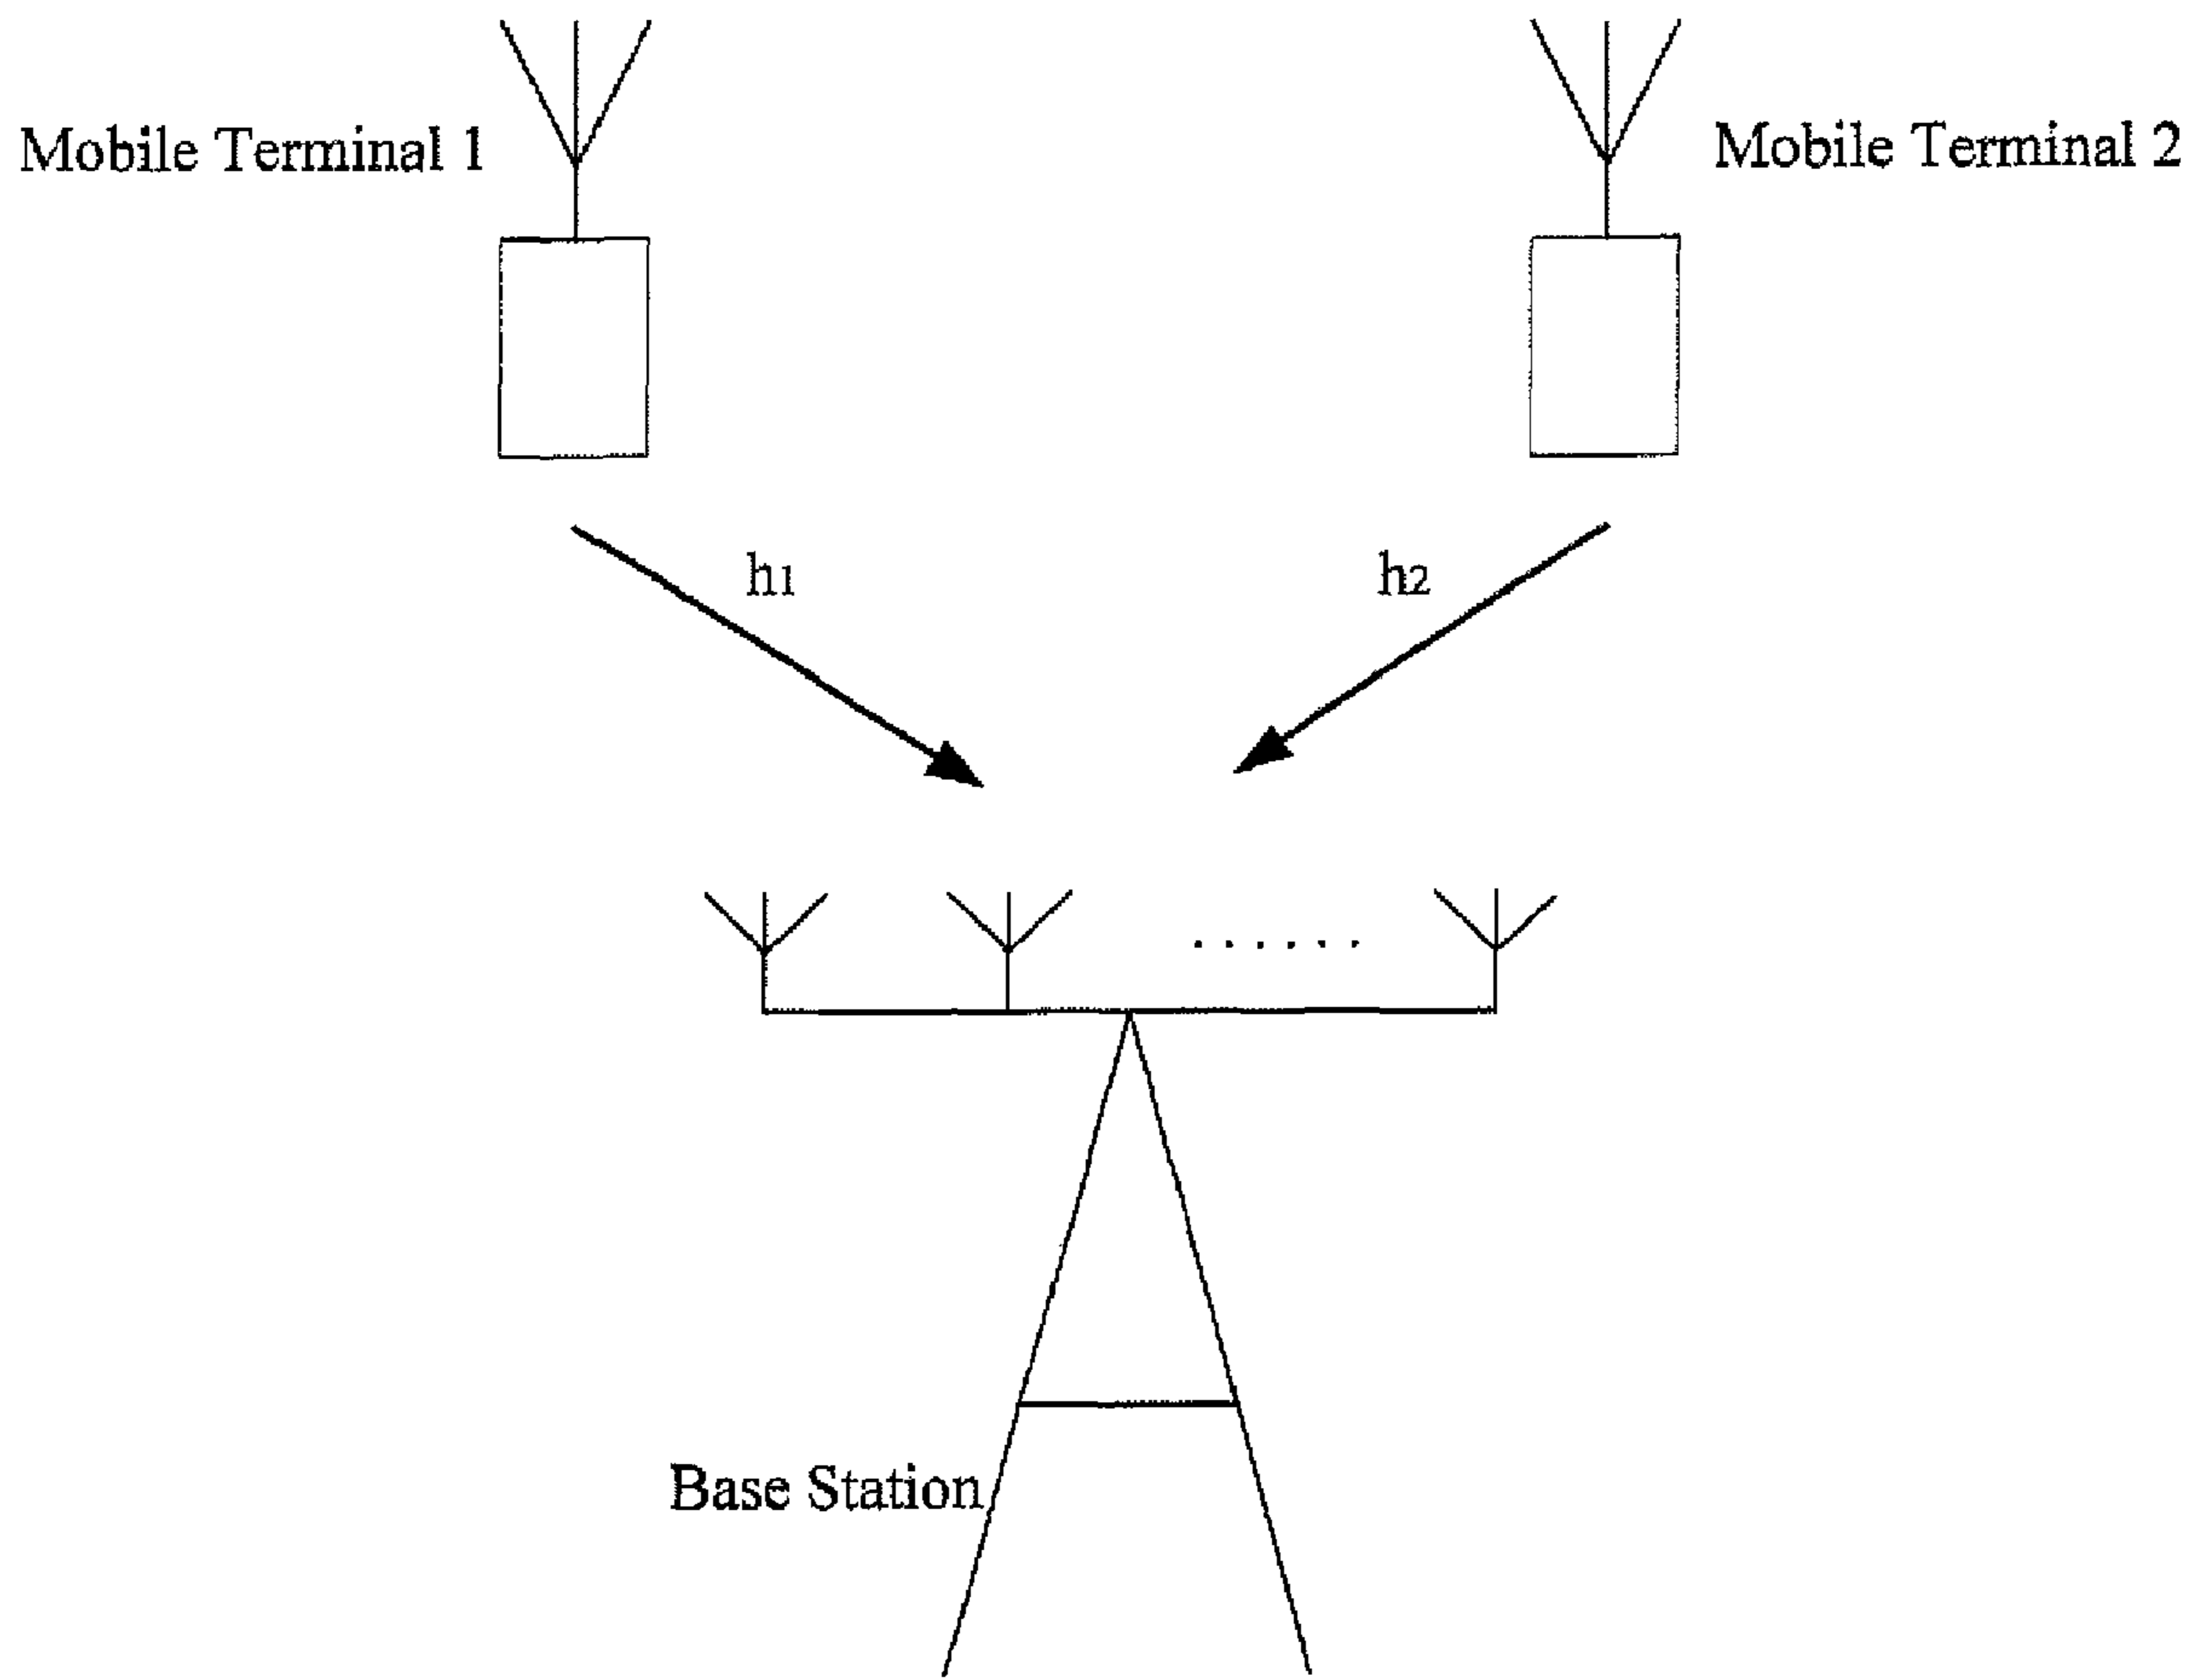 Mobile Terminal 1
Mobile Terminal 2
h1
h2
......
Base Station